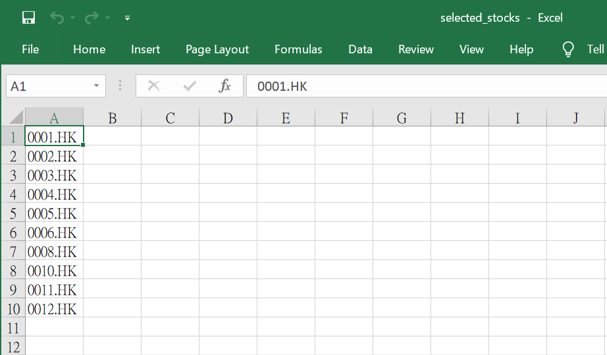 selected_stocks - Excel
File Home Insert Page Layout Formulas Data Review View Help Tell
A1 fx 0001.HK
A B C D E F G H I J
1 0001.HK
2 0002.HK
3 0003.HK
4 0004.HK
5 0005.HK
6 0006.HK
7 0008.HK
8 0010.HK
9 0011.HK
10 0012.HK
11
12